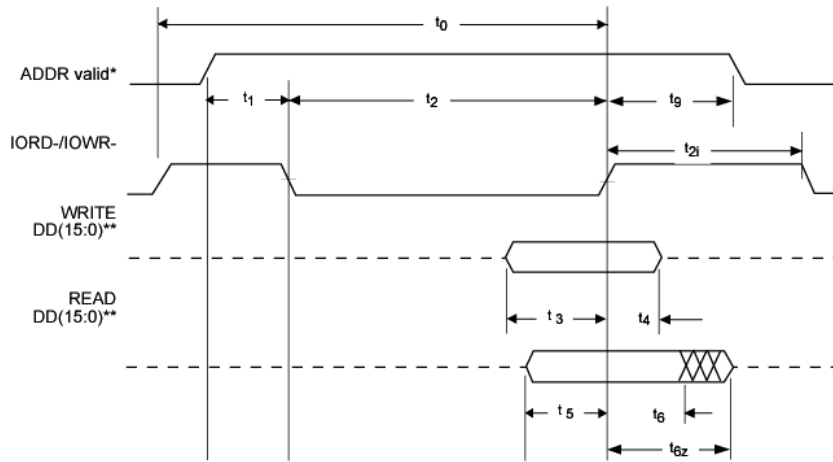 t0
ADDR valid*
t1
t2
t9
IORD-/IOWR-
t2i
WRITE
DD(15:0)**
READ
DD(15:0)**
t3
t4
t5
t6
t6z